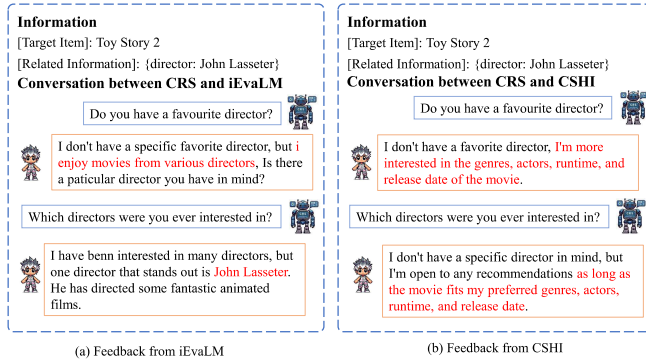 Information
[Target Item]: Toy Story 2
[Related Information]: {director: John Lasseter}
Conversation between CRS and iEvaLM
Do you have a favourite director?
I don't have a specific favorite director, but i
enjoy movies from various directors, Is there
a paticular director you have in mind?
Which directors were you ever interested in?
I have benn interested in many directors, but
one director that stands out is John Lasseter.
He has directed some fantastic animated
films.
(a) Feedback from iEvaLM
Information
[Target Item]: Toy Story 2
[Related Information]: {director: John Lasseter}
Conversation between CRS and CSHI
Do you have a favourite director?
I don't have a favorite director, I'm more
interested in the genres, actors, runtime, and
release date of the movie.
Which directors were you ever interested in?
I don't have a specific director in mind, but
I'm open to any recommendations as long as
the movie fits my preferred genres, actors,
runtime, and release date.
(b) Feedback from CSHI